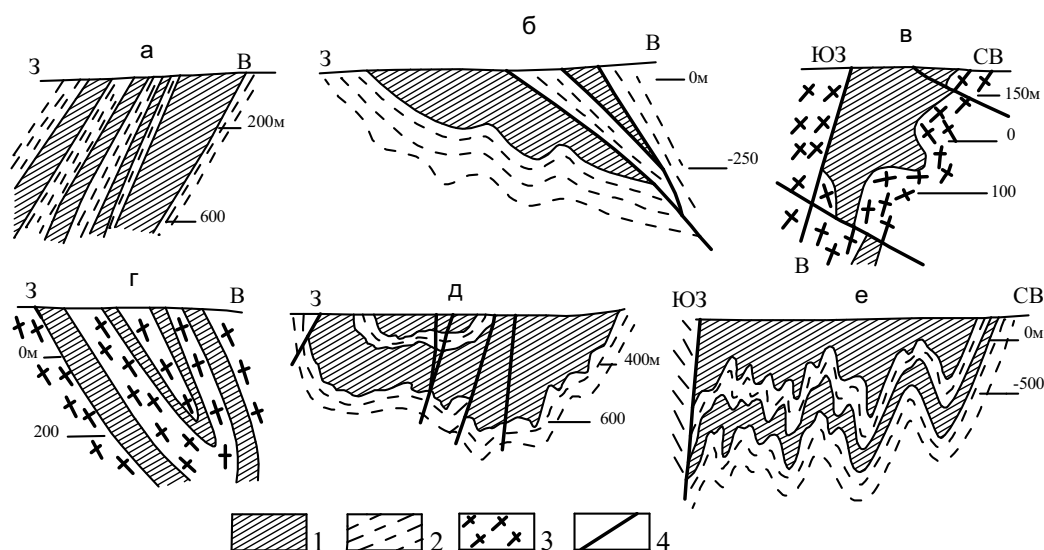 а
З В
200м
600
б
З В
0м
-250
в
ЮЗ СВ
150м
0
100
В
г
З В
0м
200
д
З
400м
600
е
ЮЗ СВ
0м
-500
1 2 3 4